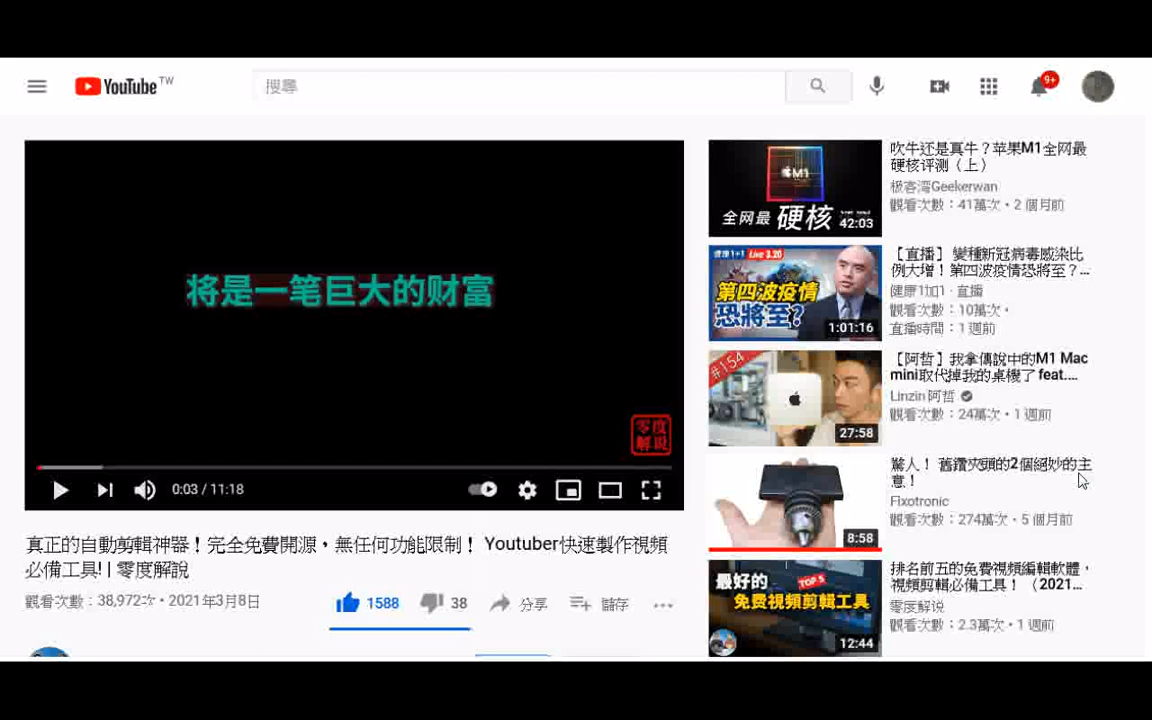 YouTube TW
搜尋
9+
将是一笔巨大的财富
零度
解说
0:03 / 11:18
真正的自動剪輯神器！完全免費開源，無任何功能限制！ Youtuber快速製作視頻
必備工具! | 零度解說
觀看次數：38,972次 • 2021年3月8日
1588
38
分享
儲存
M1
全网最 硬核
42:03
吹牛还是真牛？苹果M1全网最
硬核评测（上）
极客湾Geekerwan
觀看次數：41萬次 • 2 個月前
健康1+1 Live 3.20
第四波疫情
恐將至?
1:01:16
【直播】 變種新冠病毒感染比
例大增！第四波疫情恐將至？...
健康1加1 · 直播
觀看次數：10萬次 •
直播時間：1 週前
#154
27:58
【阿哲】我拿傳說中的M1 Mac
mini取代掉我的桌機了 feat....
Linzin 阿哲
觀看次數：24萬次 • 1 週前
8:58
驚人！ 舊鑽夾頭的2個絕妙的主
意！
Fixotronic
觀看次數：274萬次 • 5 個月前
最好的 TOP 5
免费視頻剪輯工具
12:44
排名前五的免費視頻編輯軟體，
視頻剪輯必備工具！（2021...
零度解说
觀看次數：2.3萬次 • 1 週前